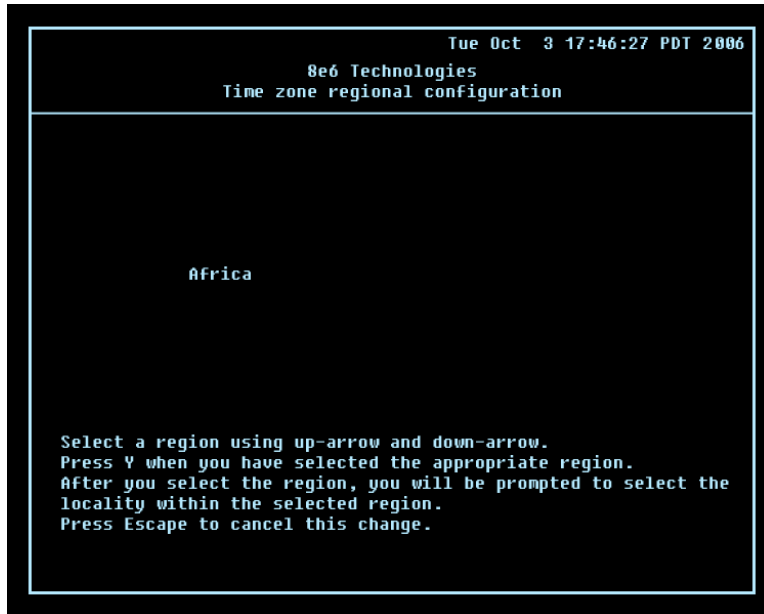 Tue Oct  3 17:46:27 PDT 2006
8e6 Technologies
Time zone regional configuration
Africa
Select a region using up-arrow and down-arrow.
Press Y when you have selected the appropriate region.
After you select the region, you will be prompted to select the
locality within the selected region.
Press Escape to cancel this change.